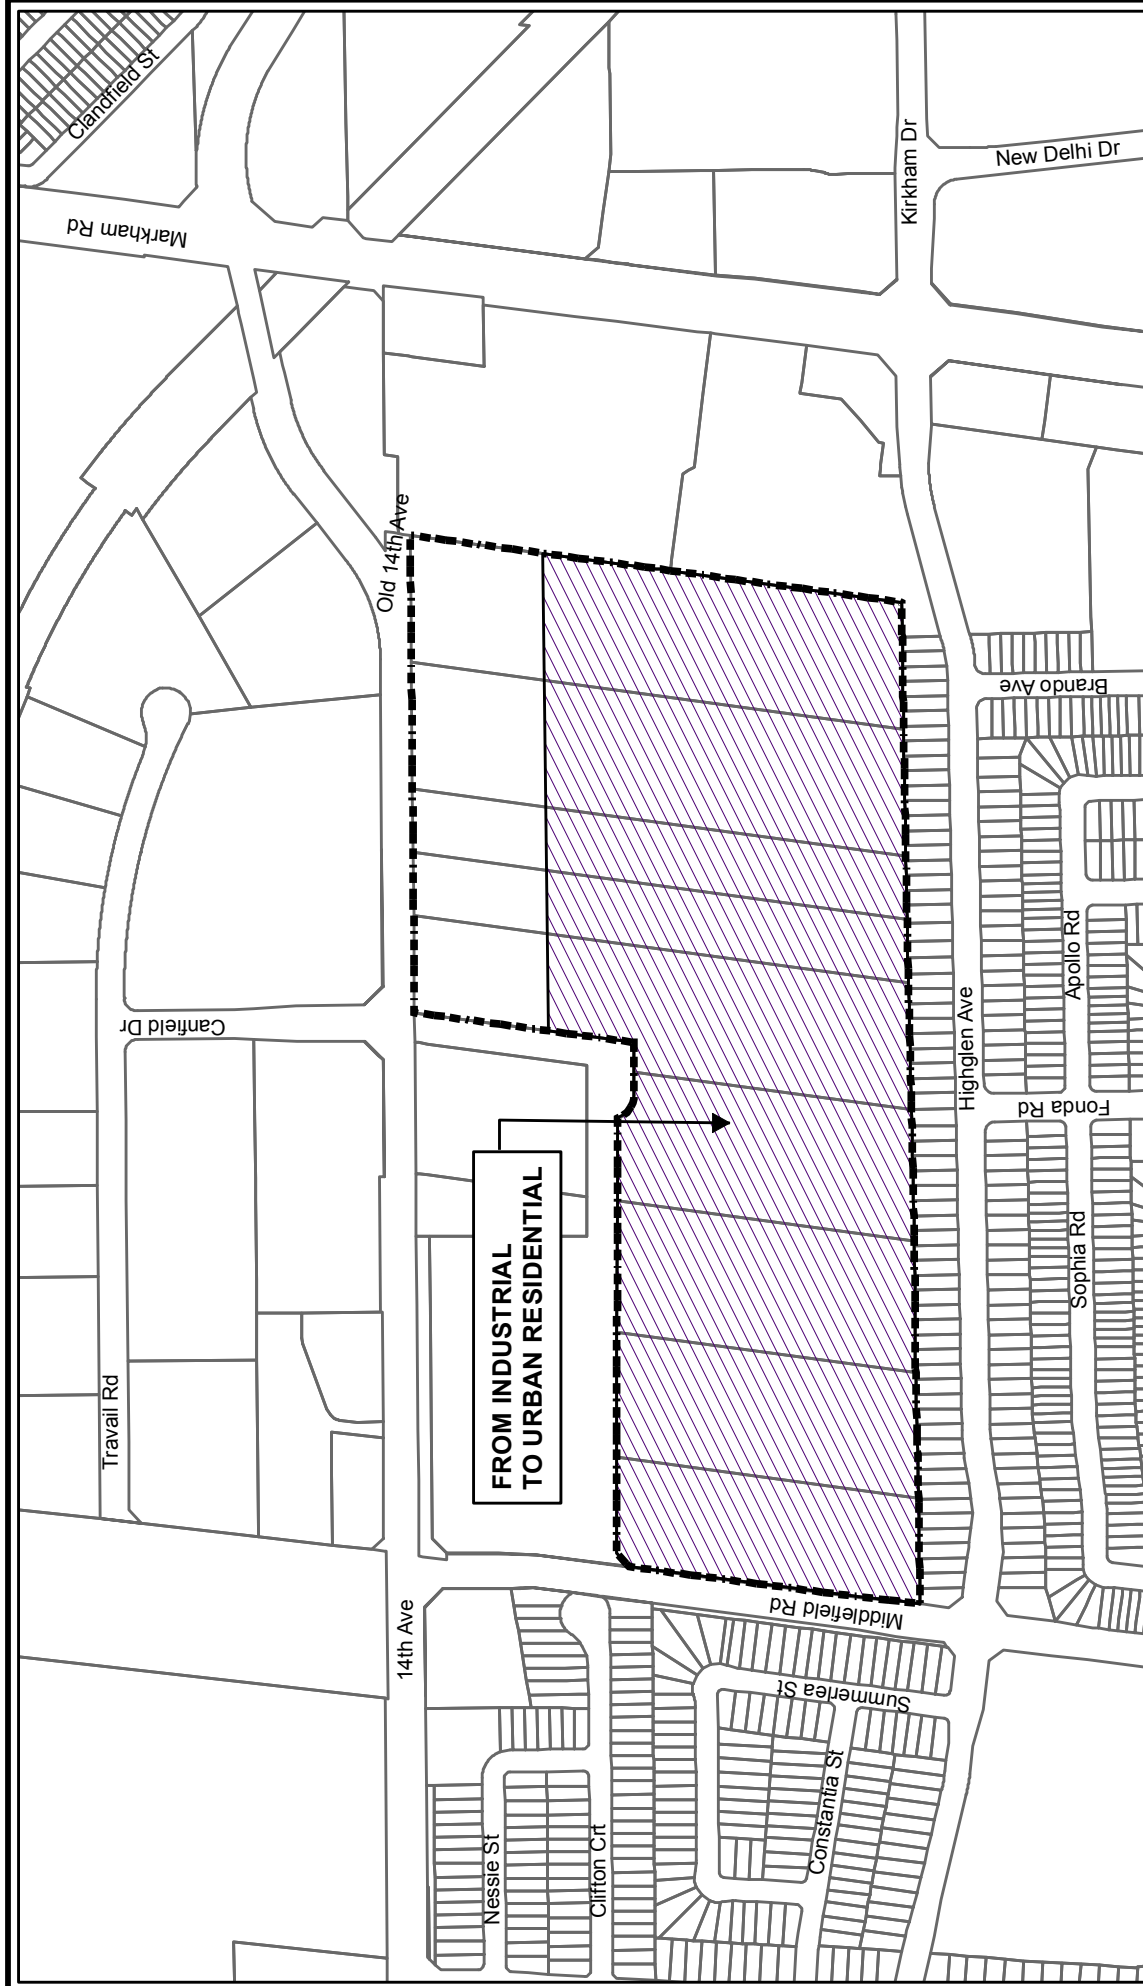 Clandfield St
Markham Rd
Kirkham Dr
New Delhi Dr
Old 14th Ave
Brando Ave
Canfield Dr
Apollo Rd
Highglen Ave
Fonda Rd
FROM INDUSTRIAL
TO URBAN RESIDENTIAL
Sophia Rd
Travail Rd
14th Ave
Middlefield Rd
Summerlea St
Constantia St
Nessie St
Clifton Crt